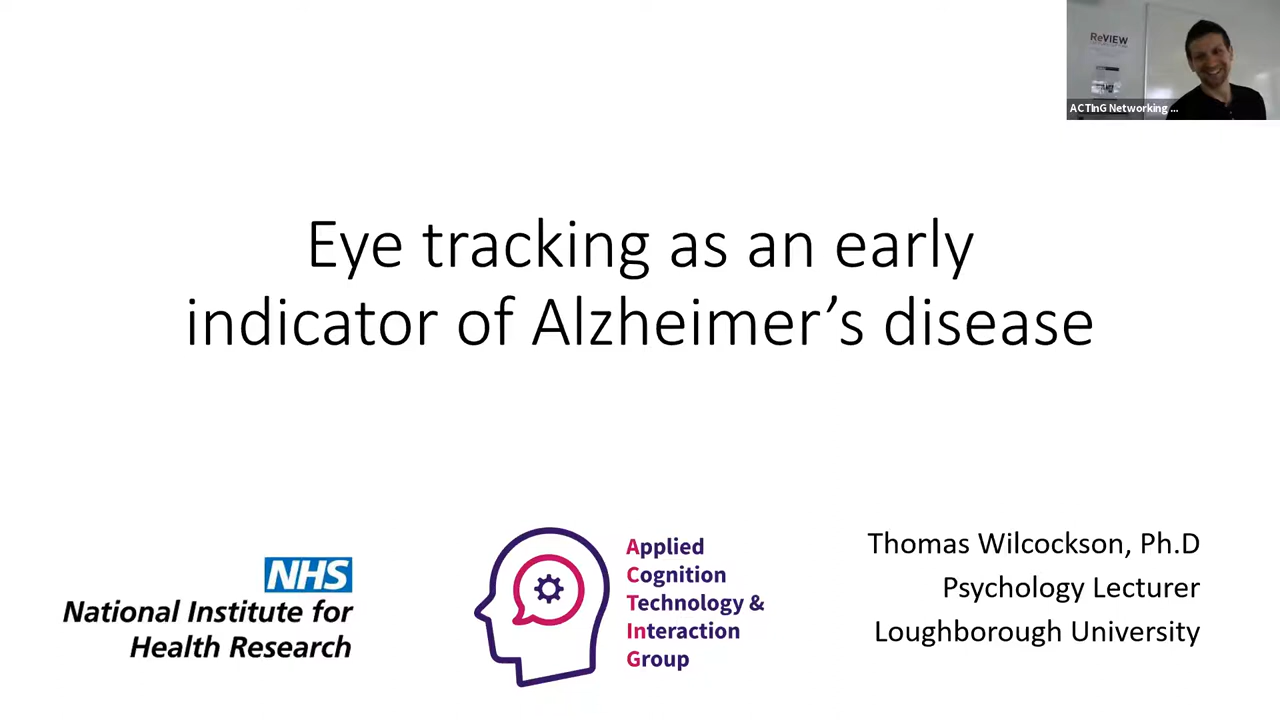 ReVIEW
ACTInG Networking ...
Eye tracking as an early
indicator of Alzheimer’s disease
NHS
National Institute for
Health Research
Applied
Cognition
Technology &
Interaction
Group
Thomas Wilcockson, Ph.D
Psychology Lecturer
Loughborough University